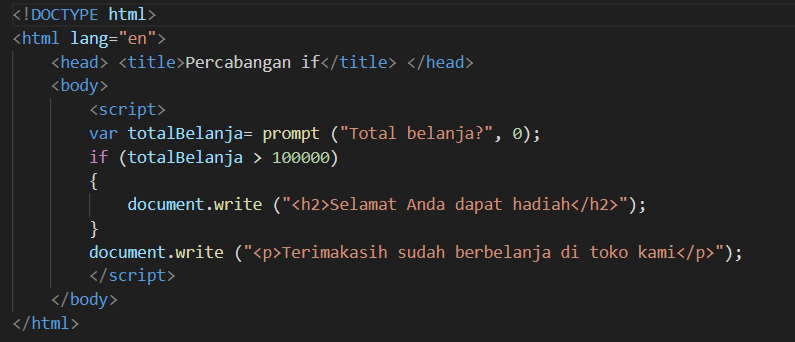 <!DOCTYPE html>
<html lang="en">
    <head> <title>Percabangan if</title> </head>
    <body>
        <script>
        var totalBelanja= prompt ("Total belanja?", 0);
        if (totalBelanja > 100000)
        {
            document.write ("<h2>Selamat Anda dapat hadiah</h2>");
        }
        document.write ("<p>Terimakasih sudah berbelanja di toko kami</p>");
        </script>
    </body>
</html>